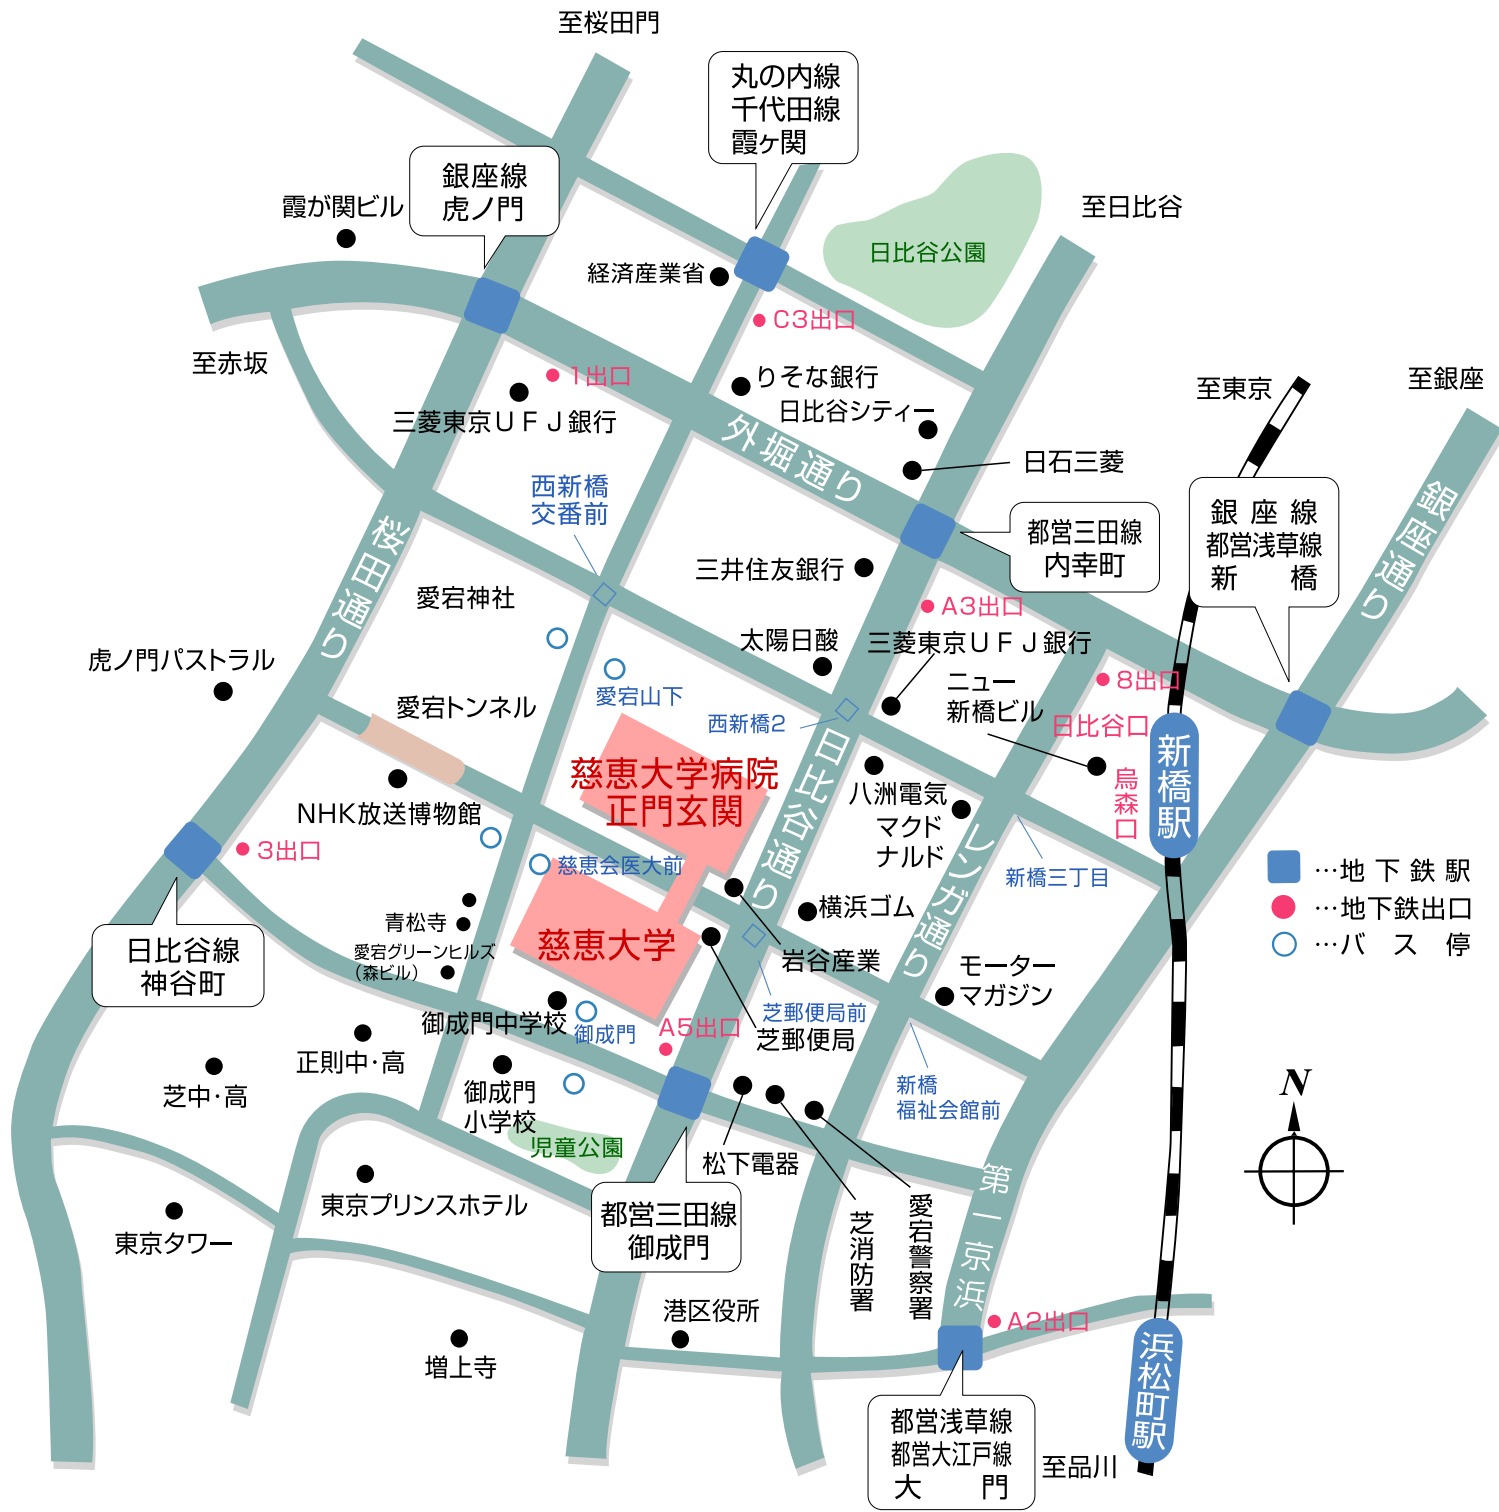 至桜田門
丸の内線
千代田線
霞ヶ関
銀座線
虎ノ門
霞が関ビル
至日比谷
日比谷公園
経済産業省
C3出口
至赤坂
1出口
三菱東京UFJ銀行
りそな銀行
日比谷シティー
至東京
至銀座
外堀通り
日石三菱
西新橋
交番前
都営三田線
内幸町
銀座線
都営浅草線
新橋
銀座通り
桜田通り
三井住友銀行
愛宕神社
A3出口
太陽日酸
三菱東京UFJ銀行
虎ノ門パストラル
愛宕トンネル
愛宕山下
西新橋2
ニュー
新橋ビル
8出口
日比谷口
烏森口
新橋駅
慈恵大学病院
正門玄関
日比谷通り
八洲電気
マクド
ナルド
レンガ通り
新橋三丁目
NHK放送博物館
3出口
慈恵会医大前
…地下鉄駅
…地下鉄出口
…バス停
青松寺
愛宕グリーンヒルズ
(森ビル)
慈恵大学
横浜ゴム
岩谷産業
日比谷線
神谷町
モーター
マガジン
御成門中学校
御成門
A5出口
芝郵便局前
芝郵便局
正則中・高
芝中・高
御成門
小学校
新橋
福祉会館前
N
児童公園
松下電器
東京プリンスホテル
東京タワー
都営三田線
御成門
芝消防署
愛宕警察署
第一京浜
港区役所
A2出口
増上寺
浜松町駅
都営浅草線
都営大江戸線
大門
至品川